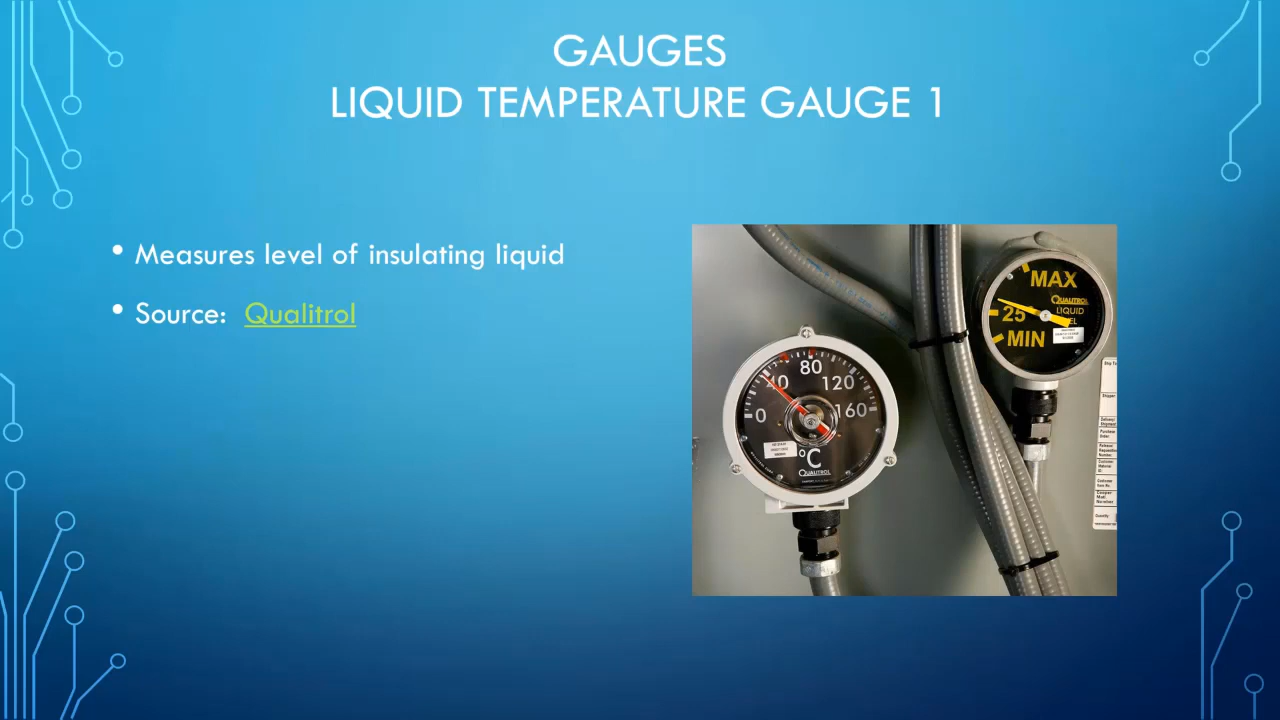 GAUGES
LIQUID TEMPERATURE GAUGE 1
• Measures level of insulating liquid
• Source: Qualitrol
MAX
QUALITROL
LIQUID
25
MIN
80
40
120
0
160
°C
QUALITROL